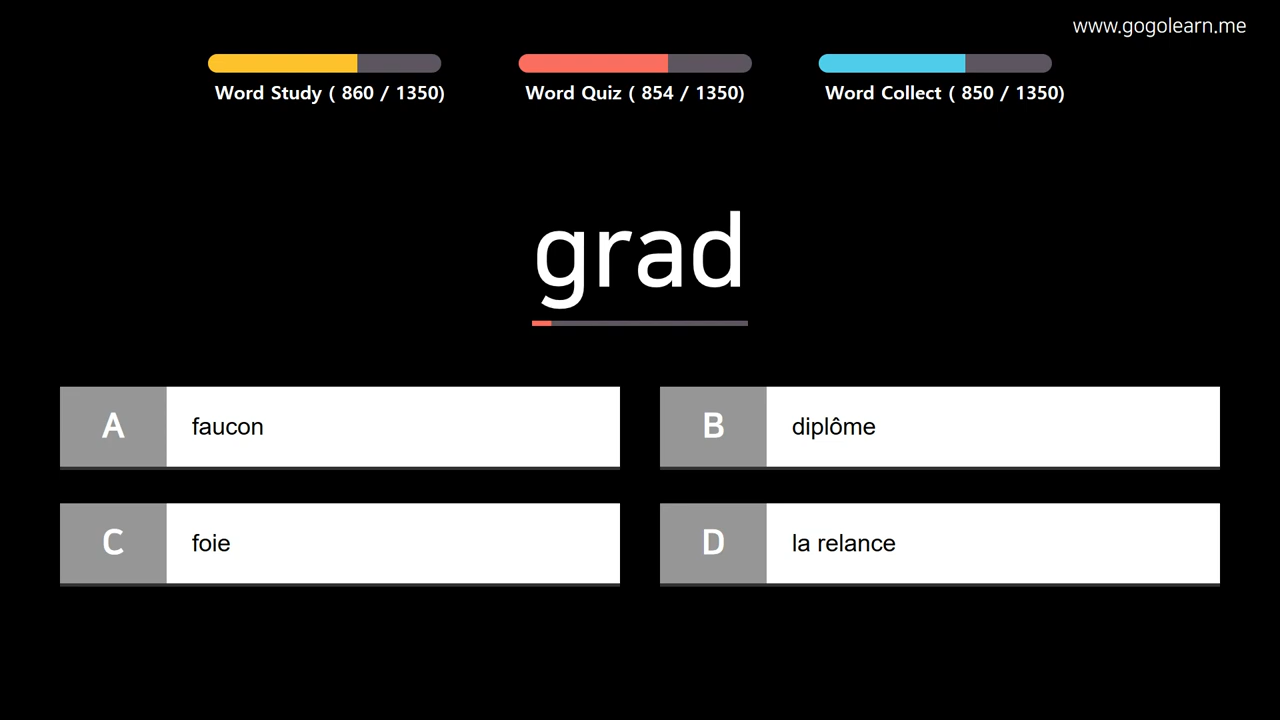 www.gogolearn.me
Word Study ( 860 / 1350)
Word Quiz ( 854 / 1350)
Word Collect ( 850 / 1350)
grad
A faucon
B diplôme
C foie
D la relance